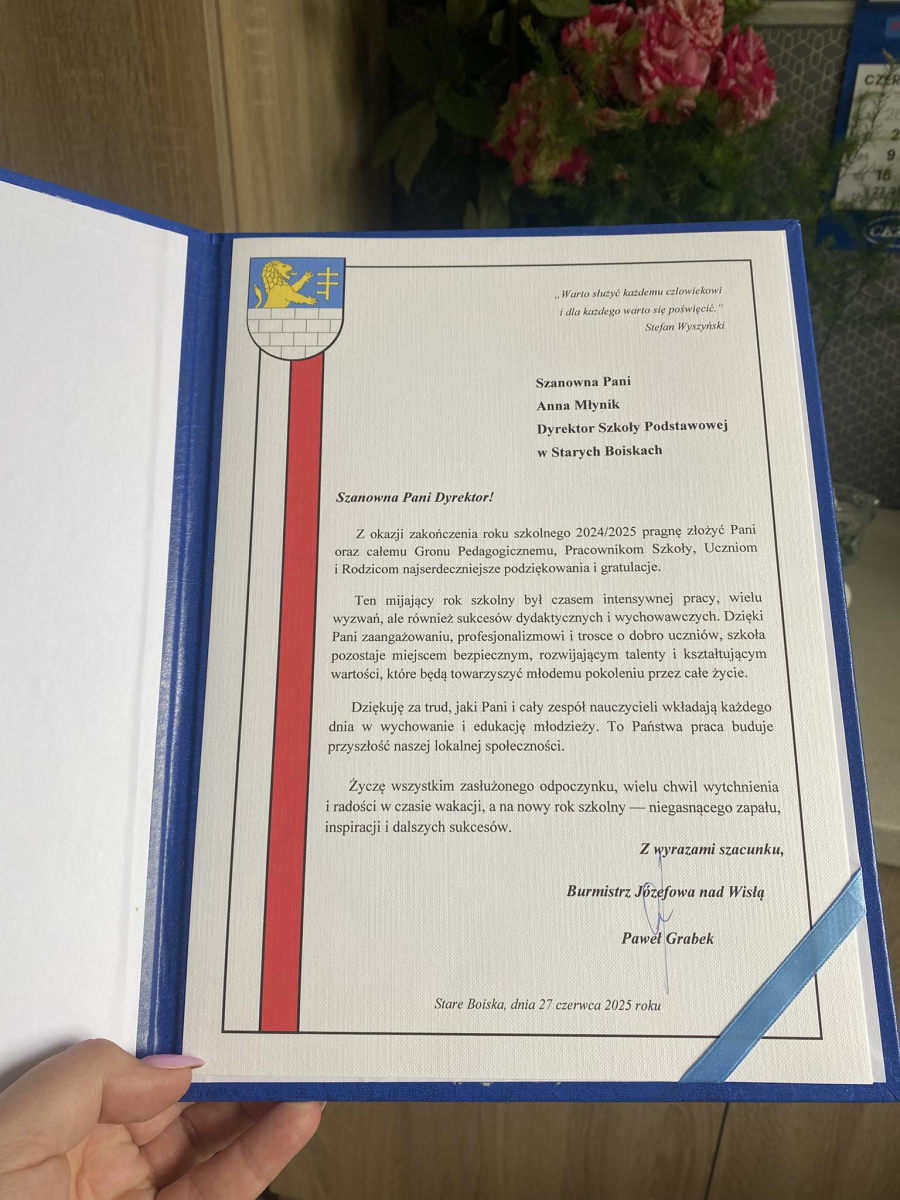 „Warto służyć każdemu człowiekowi
i dla każdego warto się poświęcić.”
Stefan Wyszyński
Szanowna Pani
Anna Młynik
Dyrektor Szkoły Podstawowej
w Starych Boiskach
Szanowna Pani Dyrektor!
Z okazji zakończenia roku szkolnego 2024/2025 pragnę złożyć Pani
oraz całemu Gronu Pedagogicznemu, Pracownikom Szkoły, Uczniom
i Rodzicom najserdeczniejsze podziękowania i gratulacje.
Ten mijający rok szkolny był czasem intensywnej pracy, wielu
wyzwań, ale również sukcesów dydaktycznych i wychowawczych. Dzięki
Pani zaangażowaniu, profesjonalizmowi i trosce o dobro uczniów, szkoła
pozostaje miejscem bezpiecznym, rozwijającym talenty i kształtującym
wartości, które będą towarzyszyć młodemu pokoleniu przez całe życie.
Dziękuję za trud, jaki Pani i cały zespół nauczycieli wkładają każdego
dnia w wychowanie i edukację młodzieży. To Państwa praca buduje
przyszłość naszej lokalnej społeczności.
Życzę wszystkim zasłużonego odpoczynku, wielu chwil wytchnienia
i radości w czasie wakacji, a na nowy rok szkolny — niegasnącego zapału,
inspiracji i dalszych sukcesów.
Z wyrazami szacunku,
Burmistrz Józefowa nad Wisłą
Paweł Grabek
Stare Boiska, dnia 27 czerwca 2025 roku
CZER
2
9
16